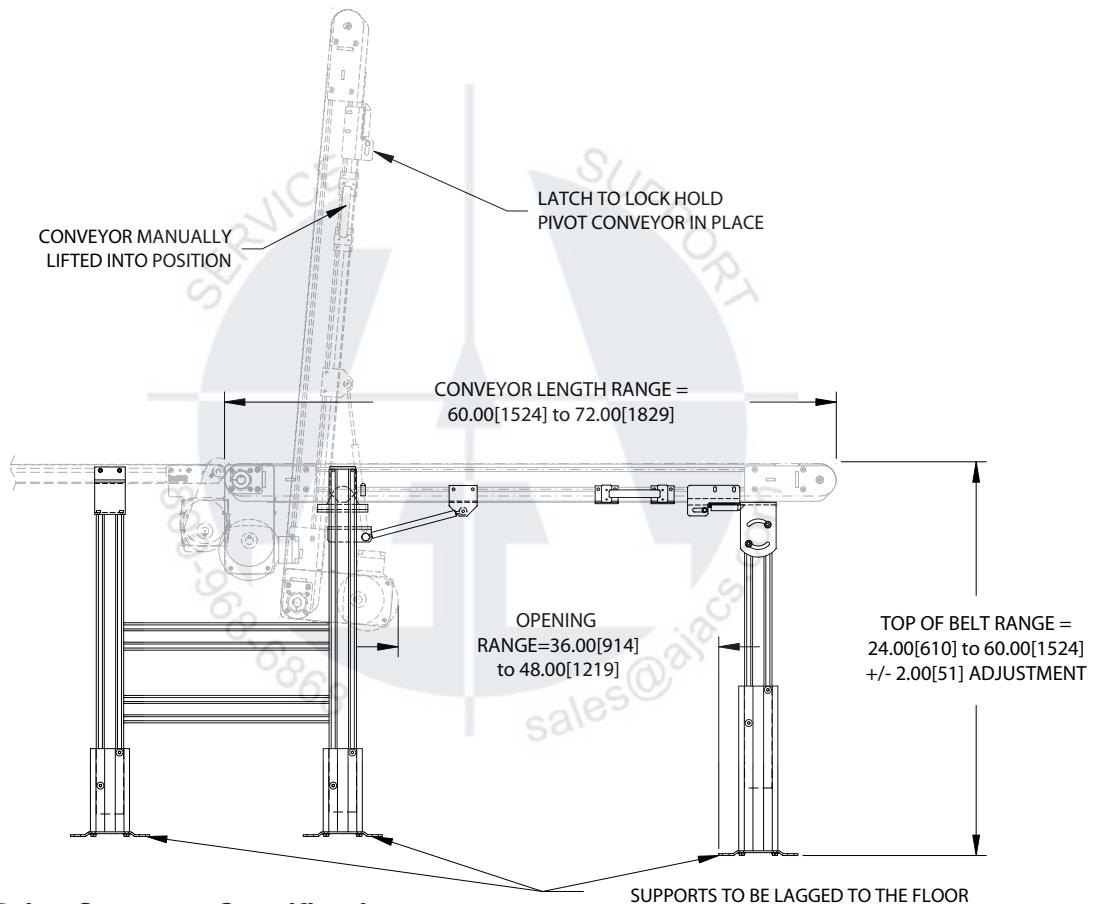 SERVICE
SUPPORT
LATCH TO LOCK HOLD
PIVOT CONVEYOR IN PLACE
CONVEYOR MANUALLY
LIFTED INTO POSITION
CONVEYOR LENGTH RANGE =
60.00[1524] to 72.00[1829]
OPENING
RANGE=36.00[914]
to 48.00[1219]
TOP OF BELT RANGE =
24.00[610] to 60.00[1524]
+/- 2.00[51] ADJUSTMENT
sales@ajacs.com
SUPPORTS TO BE LAGGED TO THE FLOOR